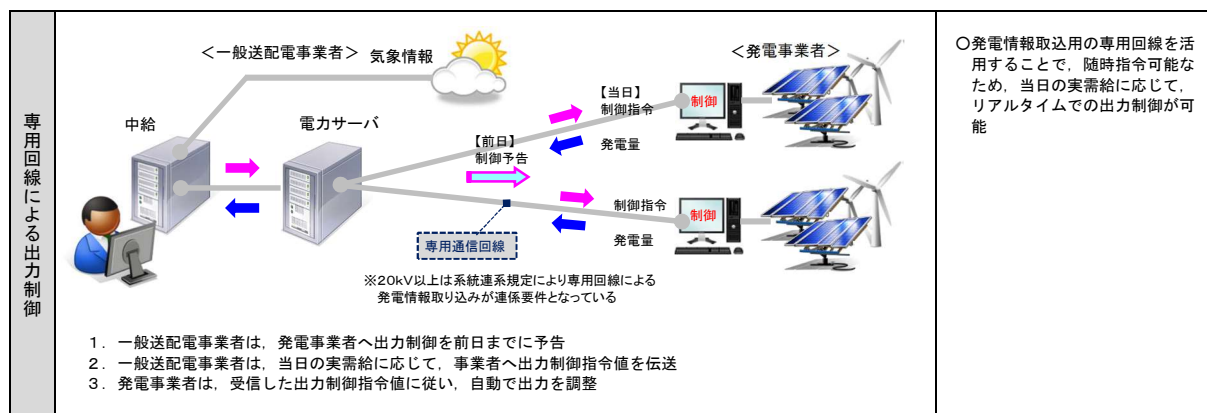 専用回線による出力制御
＜一般送配電事業者＞
気象情報
＜発電事業者＞
中給
電力サーバ
【前日】
制御予告
【当日】
制御指令
発電量
制御
制御指令
発電量
制御
専用通信回線
※20kV以上は系統連系規定により専用回線による
発電情報取り込みが連係要件となっている
1．一般送配電事業者は，発電事業者へ出力制御を前日までに予告
2．一般送配電事業者は，当日の実需給に応じて，事業者へ出力制御指令値を伝送
3．発電事業者は，受信した出力制御指令値に従い，自動で出力を調整
〇発電情報取込用の専用回線を活
用することで，随時指令可能な
ため，当日の実需給に応じて，
リアルタイムでの出力制御が可
能